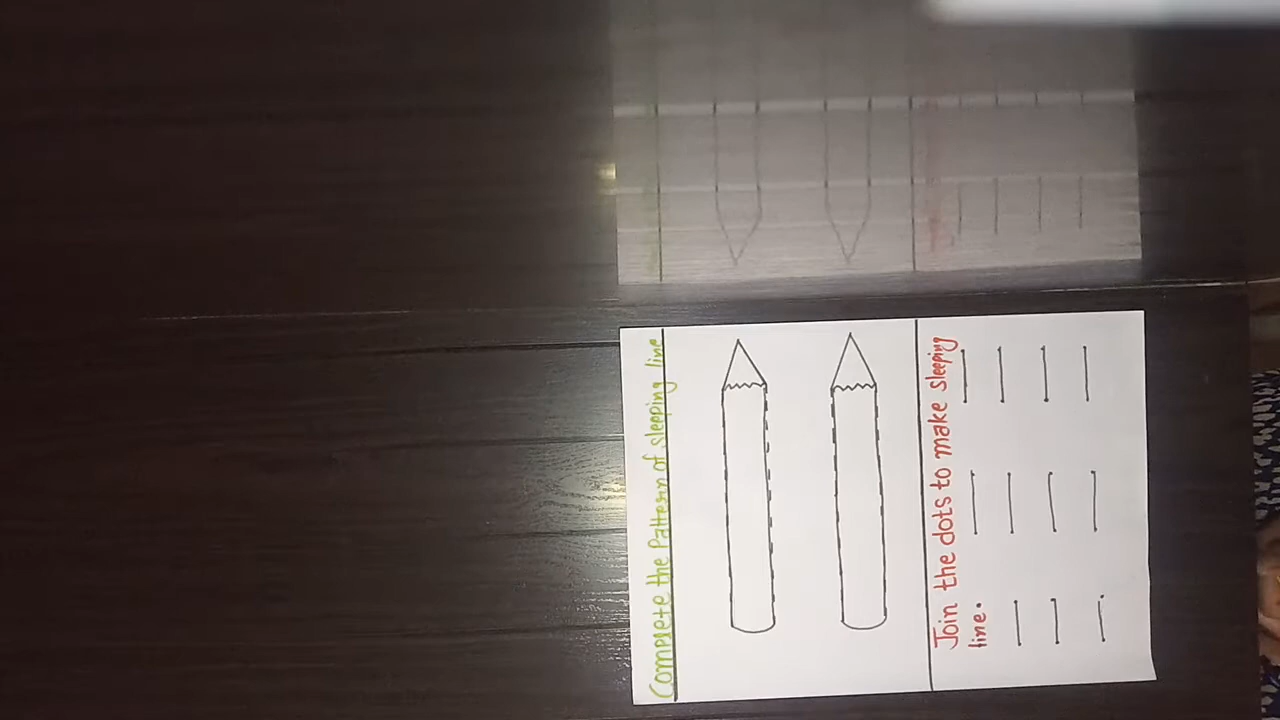 Complete the Pattern of sleeping line
Join the dots to make sleeping
line.